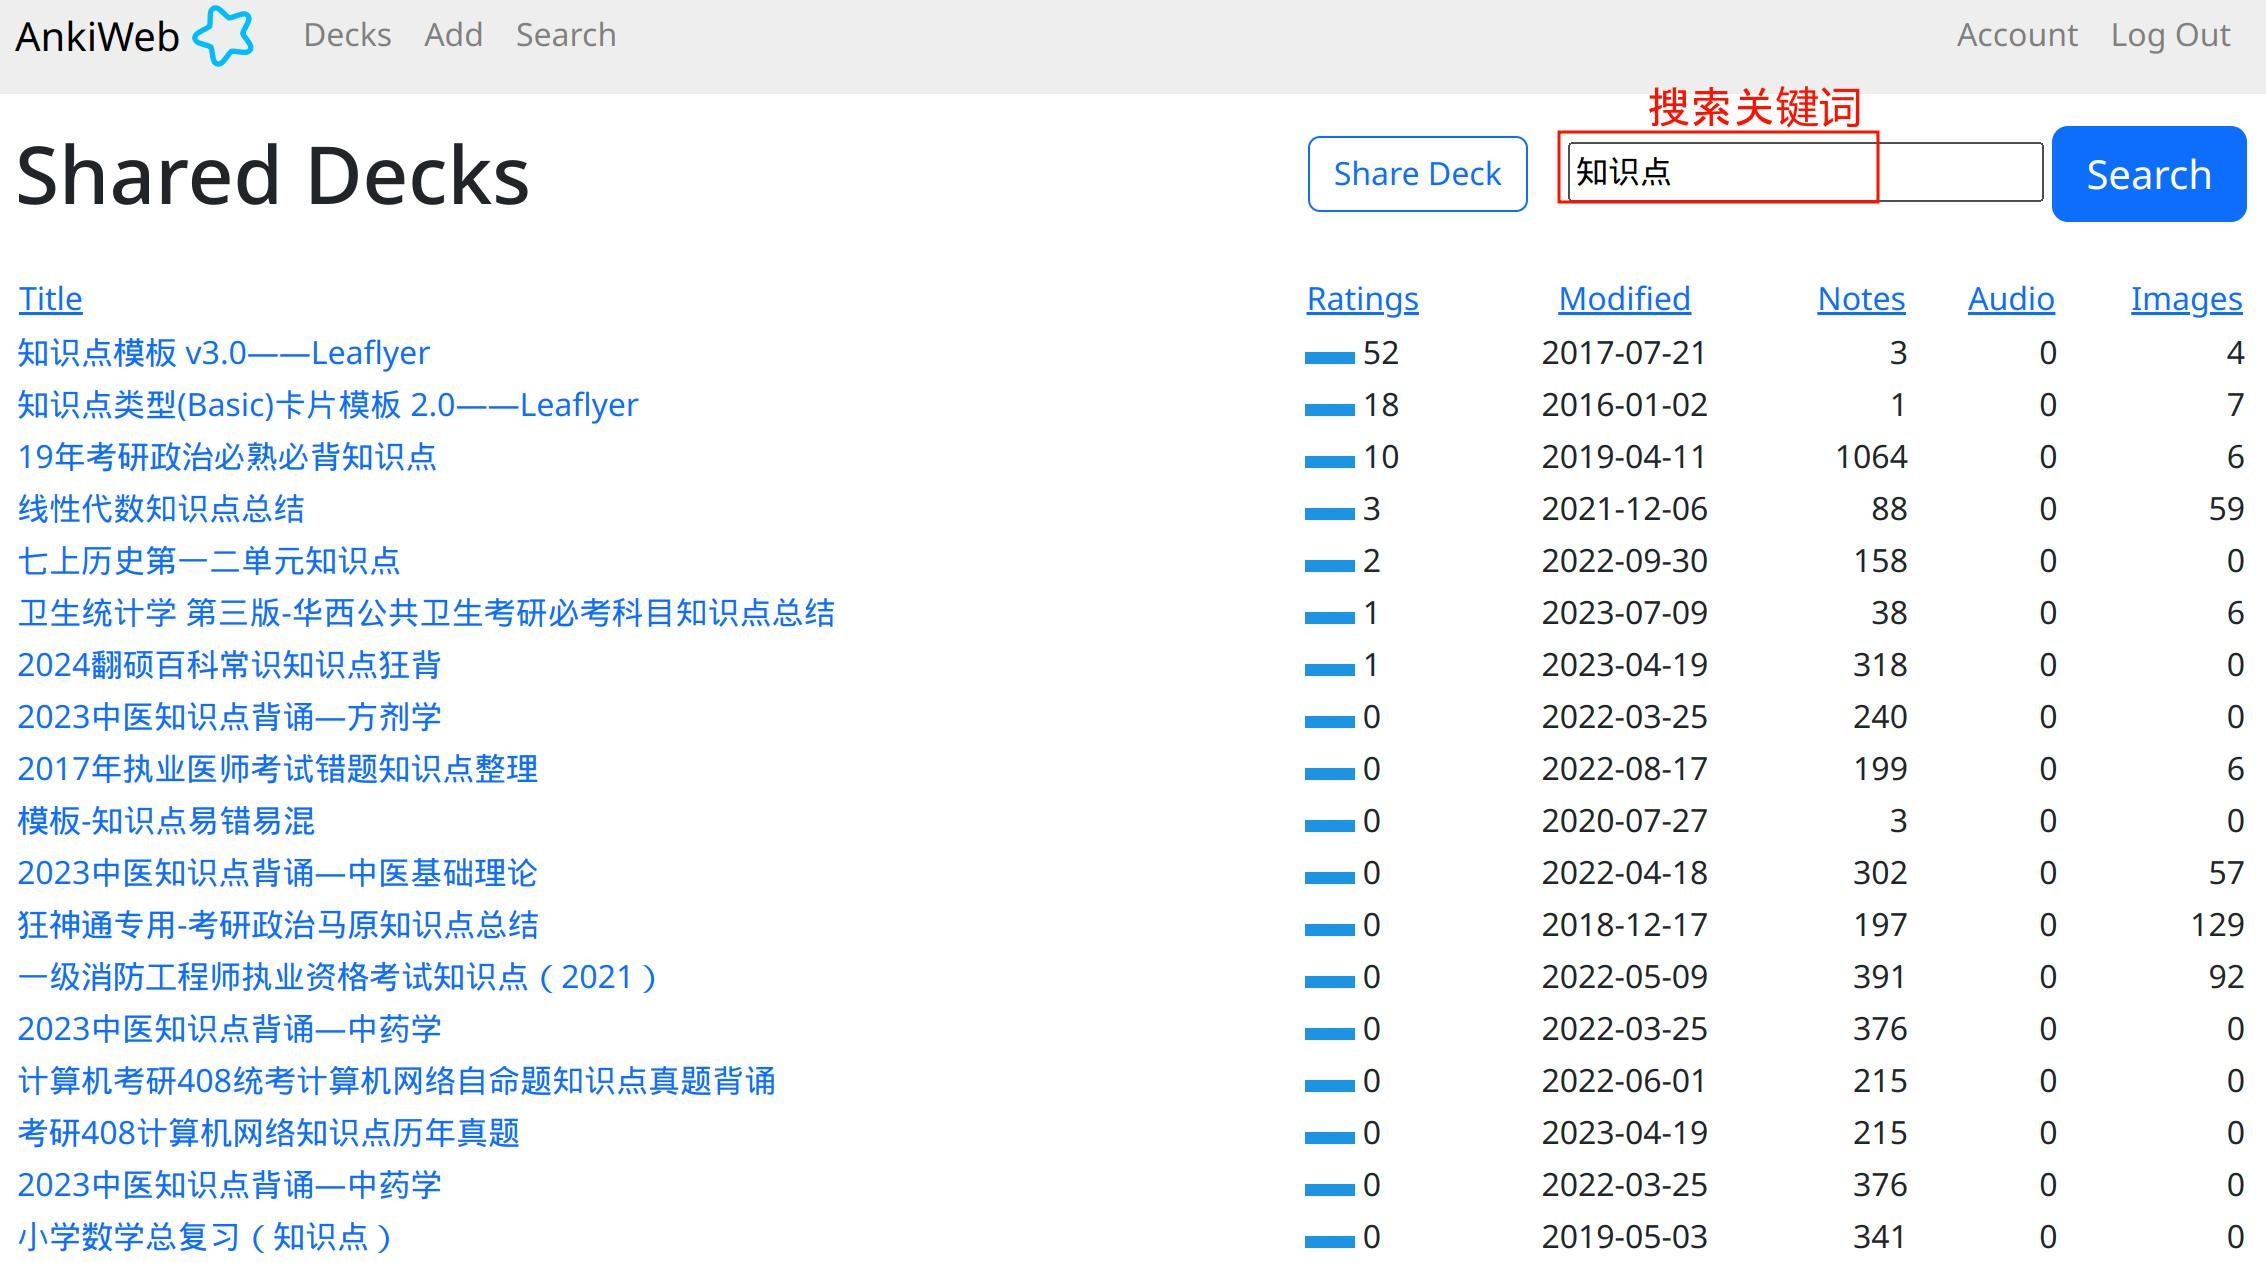 AnkiWeb Decks Add Search Account Log Out
搜索关键词
Shared Decks Share Deck 知识点 Search
Title Ratings Modified Notes Audio Images
知识点模板 v3.0——Leaflyer 52 2017-07-21 3 0 4
知识点类型(Basic)卡片模板 2.0——Leaflyer 18 2016-01-02 1 0 7
19年考研政治必熟必背知识点 10 2019-04-11 1064 0 6
线性代数知识点总结 3 2021-12-06 88 0 59
七上历史第一二单元知识点 2 2022-09-30 158 0 0
卫生统计学 第三版-华西公共卫生考研必考科目知识点总结 1 2023-07-09 38 0 6
2024翻硕百科常识知识点狂背 1 2023-04-19 318 0 0
2023中医知识点背诵—方剂学 0 2022-03-25 240 0 0
2017年执业医师考试错题知识点整理 0 2022-08-17 199 0 6
模板-知识点易错易混 0 2020-07-27 3 0 0
2023中医知识点背诵—中医基础理论 0 2022-04-18 302 0 57
狂神通专用-考研政治马原知识点总结 0 2018-12-17 197 0 129
一级消防工程师执业资格考试知识点（2021） 0 2022-05-09 391 0 92
2023中医知识点背诵—中药学 0 2022-03-25 376 0 0
计算机考研408统考计算机网络自命题知识点真题背诵 0 2022-06-01 215 0 0
考研408计算机网络知识点历年真题 0 2023-04-19 215 0 0
2023中医知识点背诵—中药学 0 2022-03-25 376 0 0
小学数学总复习（知识点） 0 2019-05-03 341 0 0